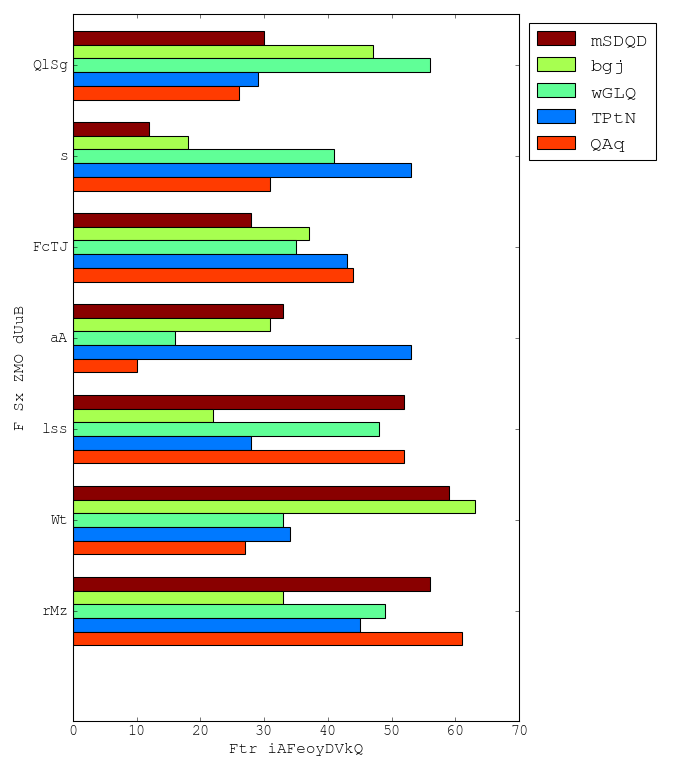 QlSg
s
FcTJ
aA
lss
Wt
rMz
F Sx ZMO dUuB
0 10 20 30 40 50 60 70
Ftr iAFeoyDVkQ
mSDQD
bgj
wGLQ
TPtN
QAq